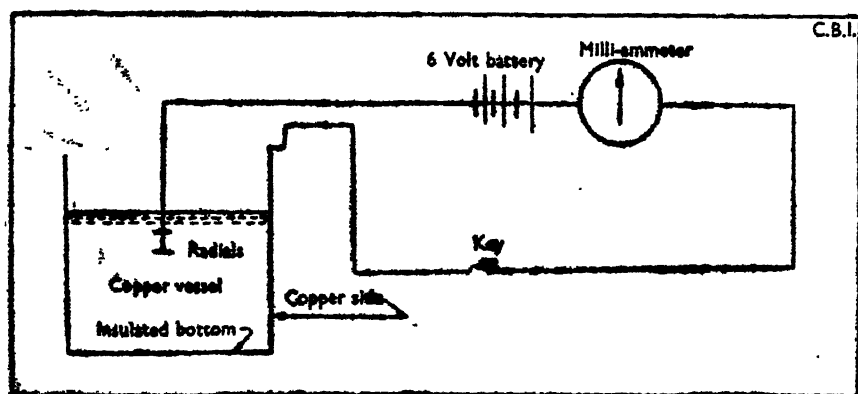 C.B.I.
6 Volt battery
Milli-ammeter
Radials
Key
Copper vessel
Copper side
Insulated bottom